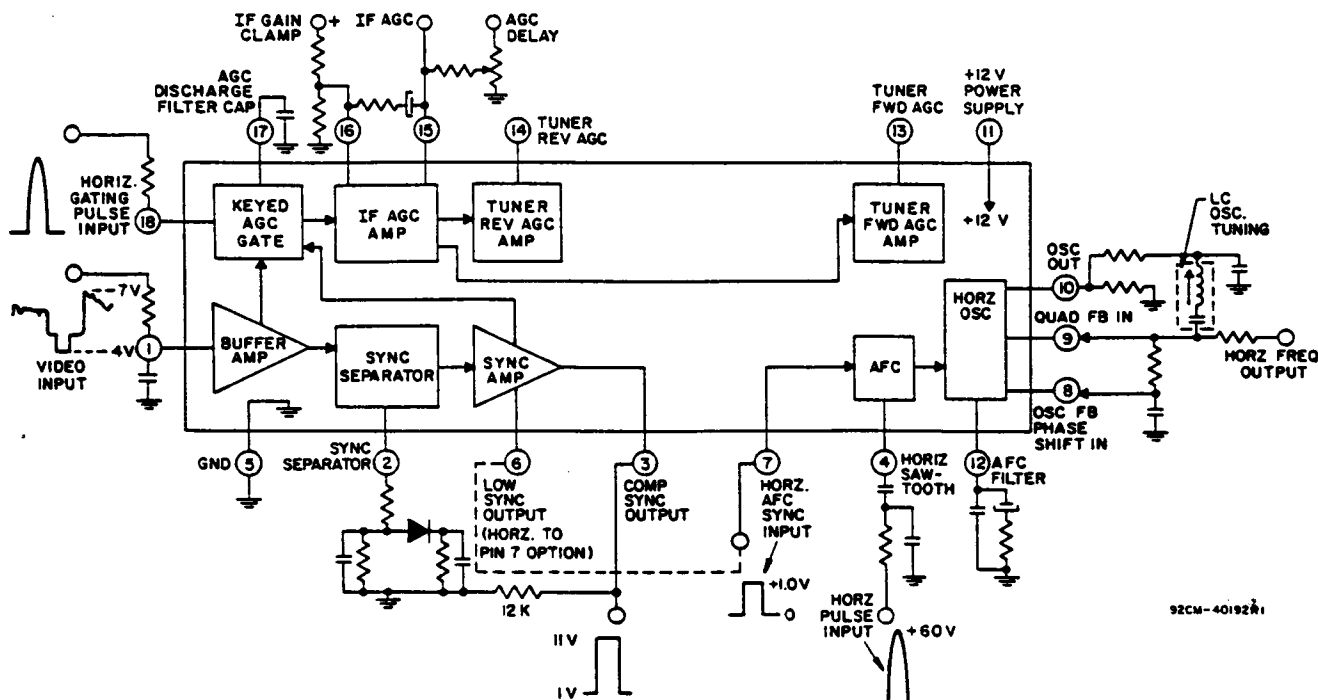 IF GAIN
CLAMP
+
IF AGC
AGC
DELAY
AGC
DISCHARGE
FILTER CAP
17
16
15
14
TUNER
REV AGC
TUNER
FWD AGC
13
+12 V
POWER
SUPPLY
11
HORIZ.
GATING
PULSE
INPUT
18
KEYED
AGC
GATE
IF AGC
AMP
TUNER
REV AGC
AMP
TUNER
FWD AGC
AMP
+12 V
LC
OSC.
TUNING
OSC
OUT
10
HORZ
OSC
QUAD FB IN
9
HORZ FREQ
OUTPUT
8
OSC FB
PHASE
SHIFT IN
7V
4V
1
VIDEO
INPUT
BUFFER
AMP
SYNC
SEPARATOR
SYNC
AMP
AFC
GND
5
SYNC
SEPARATOR
2
6
LOW
SYNC
OUTPUT
(HORZ. TO
PIN 7 OPTION)
3
COMP
SYNC
OUTPUT
7
HORZ.
AFC
SYNC
INPUT
4
HORIZ
SAW-
TOOTH
12
AFC
FILTER
12 K
+1.0V
0
11 V
1 V
HORZ
PULSE
INPUT
+60V